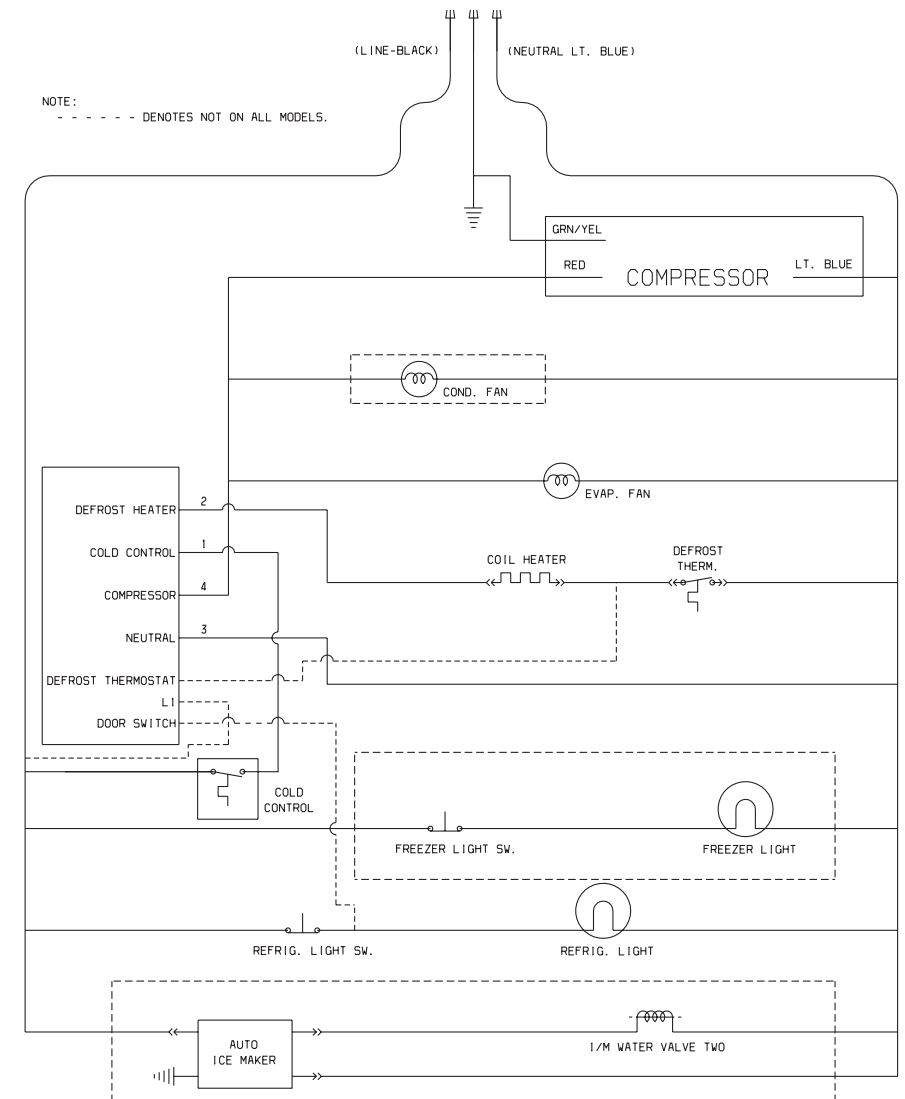 (LINE-BLACK)
(NEUTRAL LT. BLUE)
NOTE:
- - - - - - DENOTES NOT ON ALL MODELS.
GRN/YEL
RED
COMPRESSOR
LT. BLUE
COND. FAN
EVAP. FAN
DEFROST HEATER
2
COLD CONTROL
1
COMPRESSOR
4
NEUTRAL
3
DEFROST THERMOSTAT
L1
DOOR SWITCH
COIL HEATER
DEFROST
THERM.
COLD
CONTROL
FREEZER LIGHT SW.
FREEZER LIGHT
REFRIG. LIGHT SW.
REFRIG. LIGHT
AUTO
ICE MAKER
I/M WATER VALVE TWO